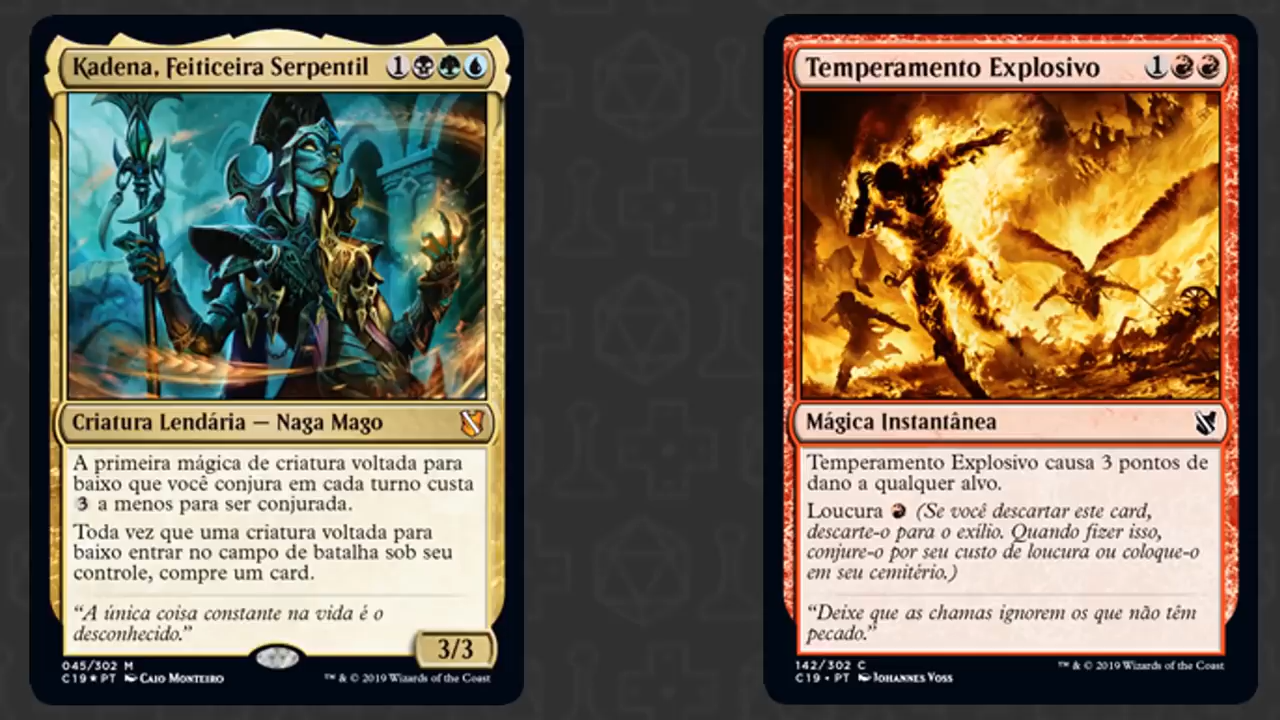 Kadena, Feiticeira Serpentil 1
Criatura Lendária — Naga Mago
A primeira mágica de criatura voltada para
baixo que você conjura em cada turno custa
3 a menos para ser conjurada.
Toda vez que uma criatura voltada para
baixo entrar no campo de batalha sob seu
controle, compre um card.
“A única coisa constante na vida é o
desconhecido.”
3/3
045/302 M
C19 ★ PT Caio Monteiro
™ & © 2019 Wizards of the Coast
Temperamento Explosivo 1
Mágica Instantânea
Temperamento Explosivo causa 3 pontos de
dano a qualquer alvo.
Loucura (Se você descartar este card,
descarte-o para o exílio. Quando fizer isso,
conjure-o por seu custo de loucura ou coloque-o
em seu cemitério.)
“Deixe que as chamas ignorem os que não têm
pecado.”
142/302 C
C19 • PT Johannes Voss
™ & © 2019 Wizards of the Coast